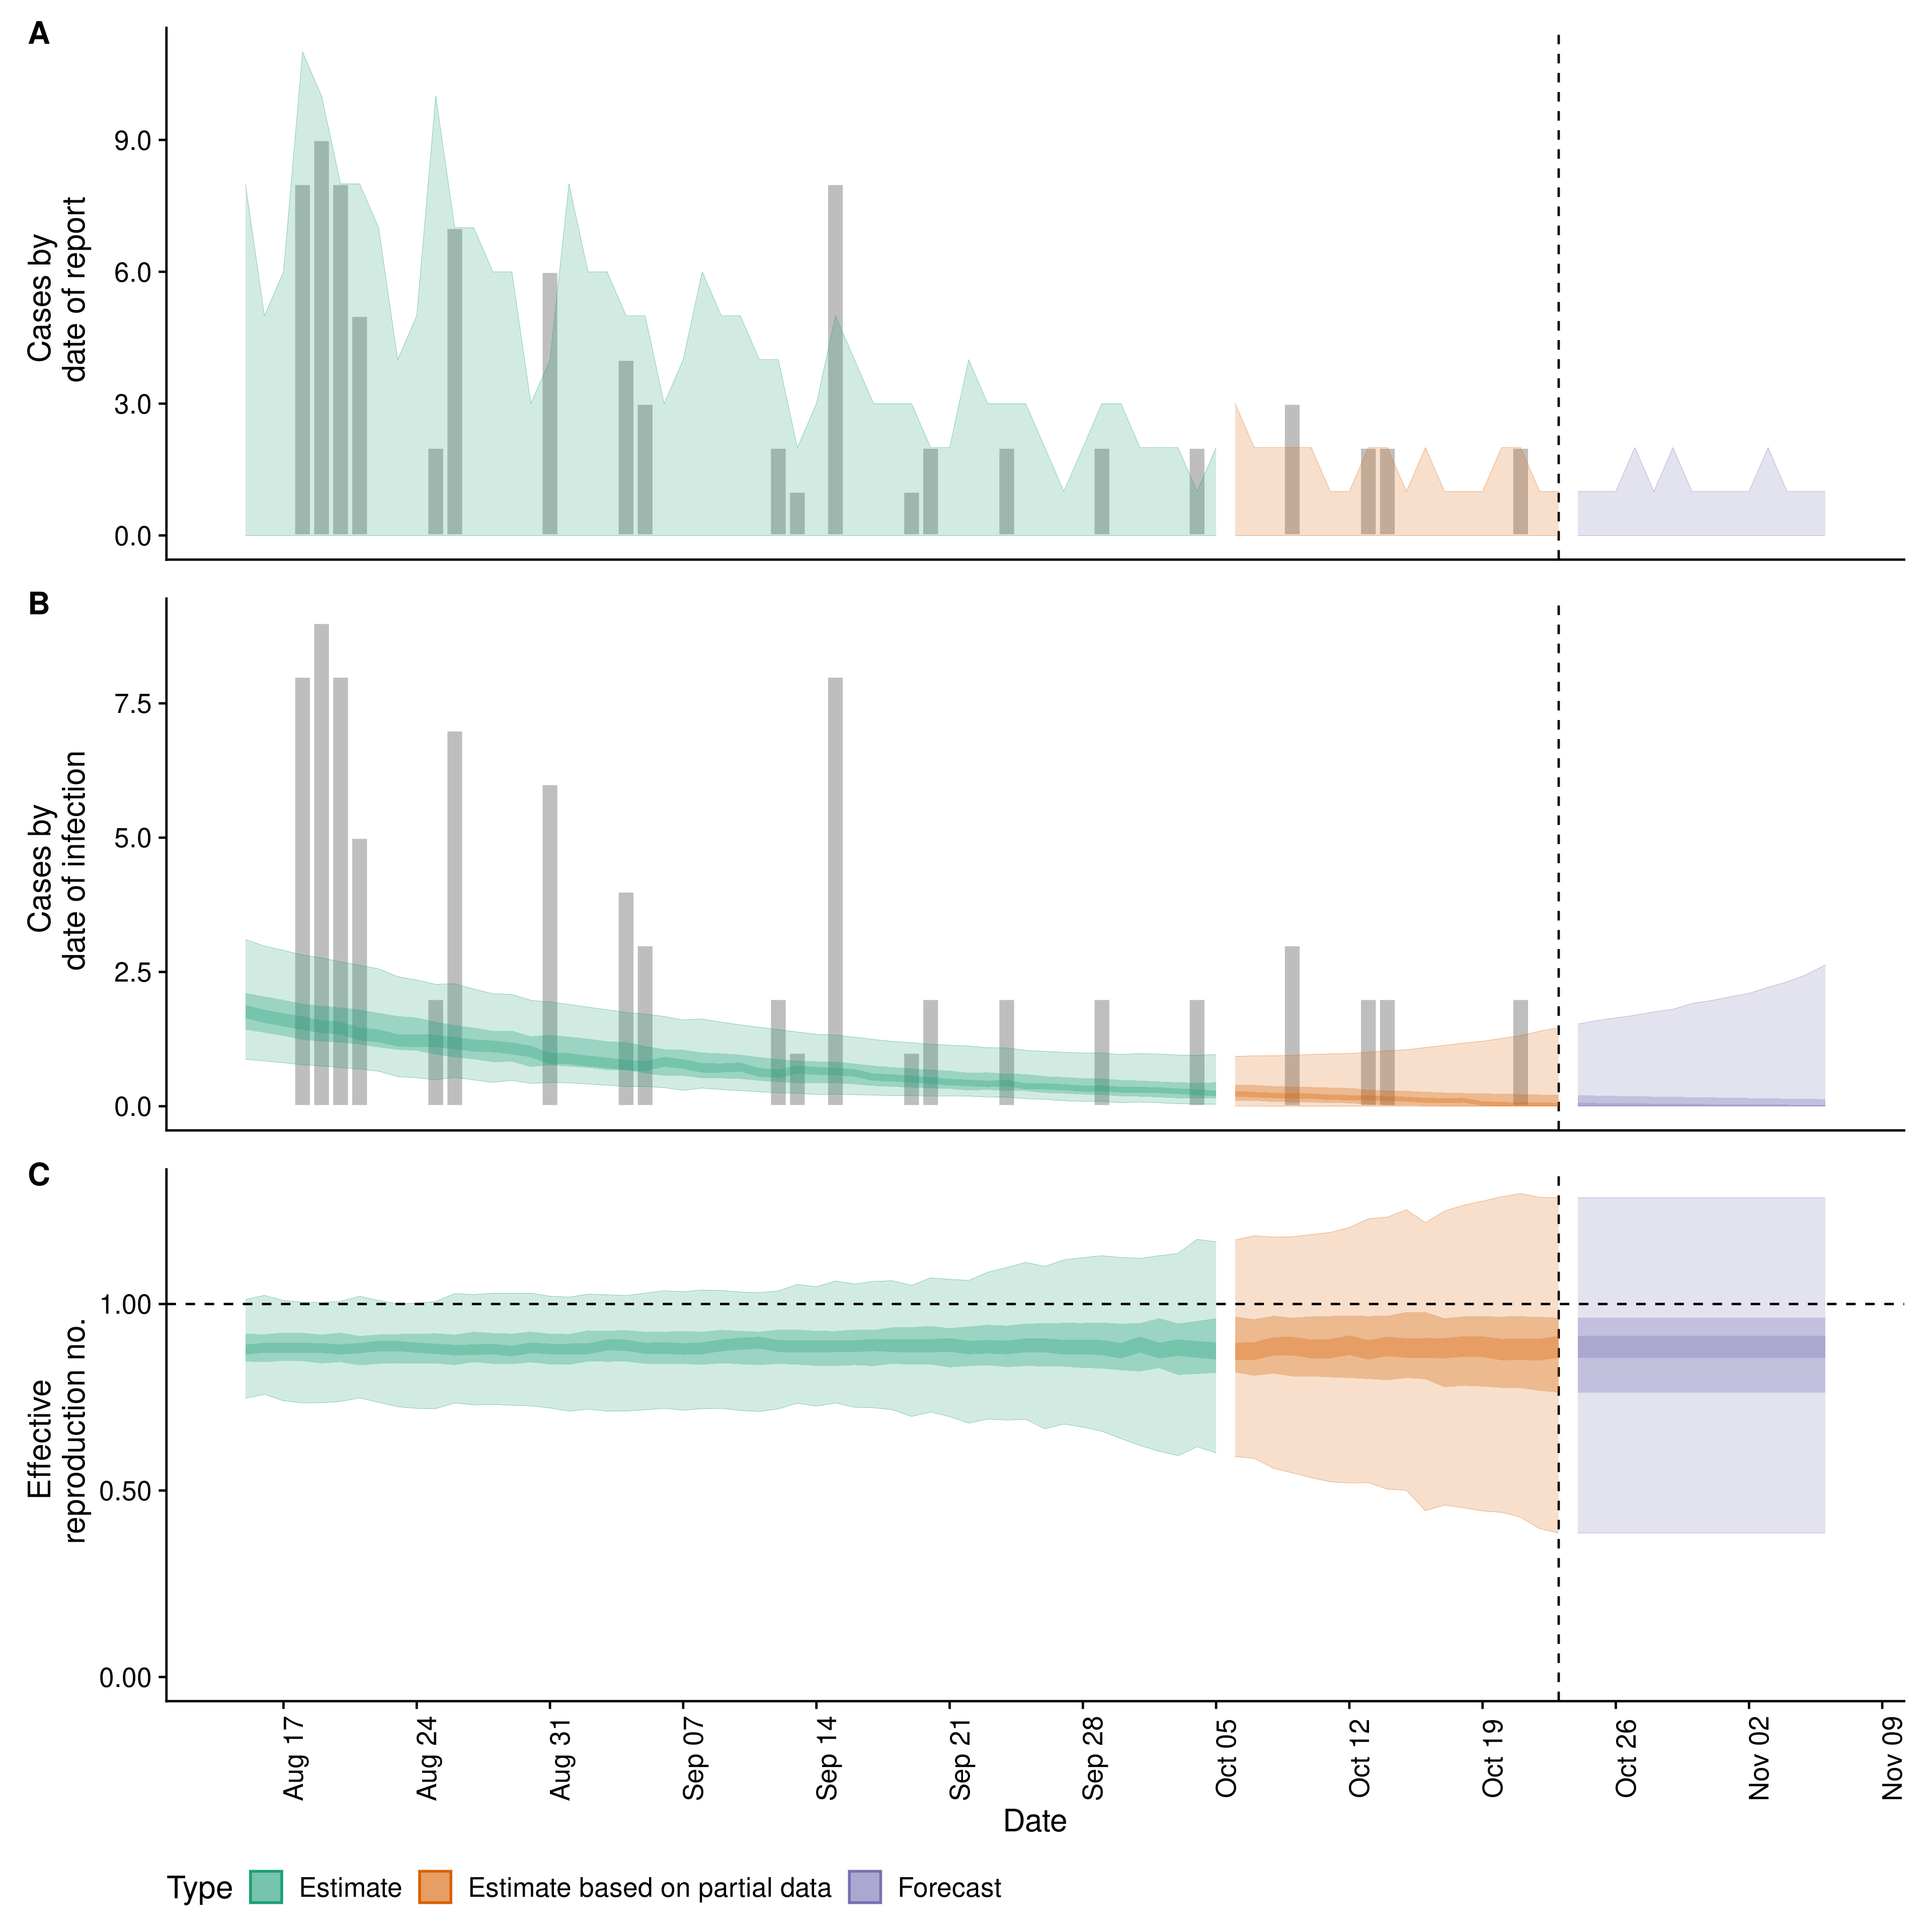 A
Cases by
date of report
9.0
6.0
3.0
0.0
B
Cases by
date of infection
7.5
5.0
2.5
0.0
C
Effective
reproduction no.
1.00
0.50
0.00
Aug 17
Aug 24
Aug 31
Sep 07
Sep 14
Sep 21
Sep 28
Oct 05
Oct 12
Oct 19
Oct 26
Nov 02
Nov 09
Date
Type Estimate Estimate based on partial data Forecast